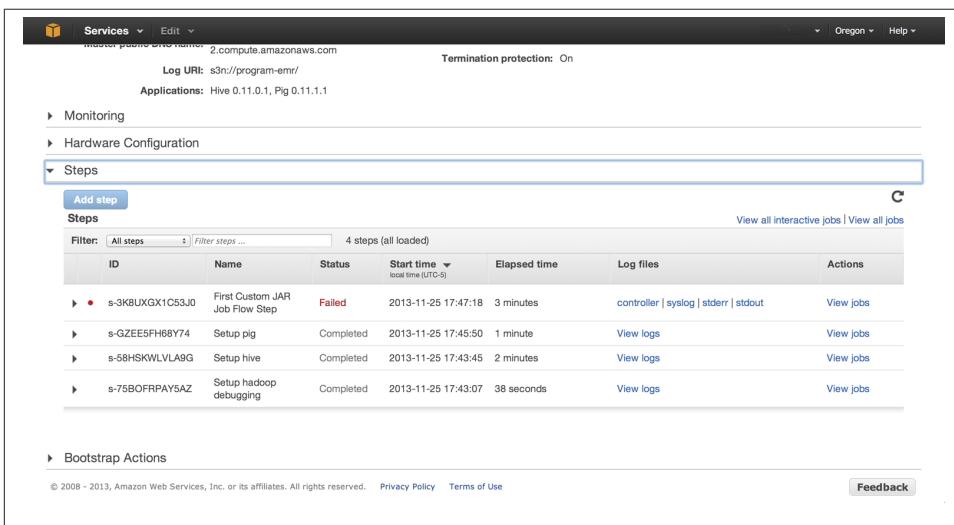 Services Edit Oregon Help
Master public DNS name: 2.compute.amazonaws.com
Termination protection: On
Log URI: s3n://program-emr/
Applications: Hive 0.11.0.1, Pig 0.11.1.1
Monitoring
Hardware Configuration
Steps
Add step
Steps
View all interactive jobs | View all jobs
Filter: All steps Filter steps ... 4 steps (all loaded)
ID Name Status Start time Elapsed time Log files Actions
local time (UTC-5)
s-3K8UXGX1C53J0 First Custom JAR Job Flow Step Failed 2013-11-25 17:47:18 3 minutes controller | syslog | stderr | stdout View jobs
s-GZEE5FH68Y74 Setup pig Completed 2013-11-25 17:45:50 1 minute View logs View jobs
s-58HSKWLVLA9G Setup hive Completed 2013-11-25 17:43:45 2 minutes View logs View jobs
s-75BOFRPAY5AZ Setup hadoop debugging Completed 2013-11-25 17:43:07 38 seconds View logs View jobs
Bootstrap Actions
© 2008 - 2013, Amazon Web Services, Inc. or its affiliates. All rights reserved. Privacy Policy Terms of Use Feedback